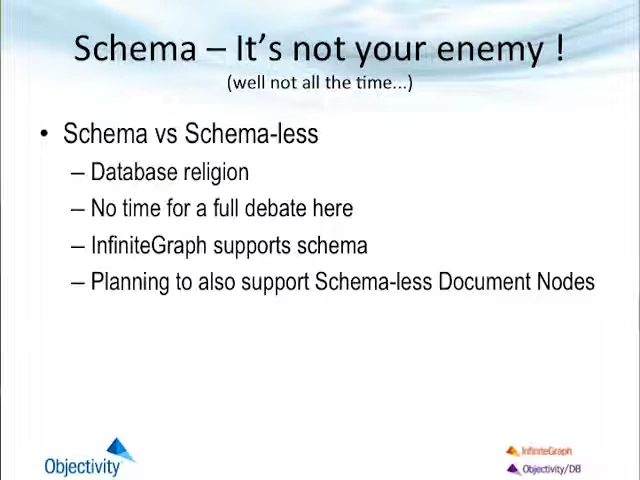 Schema – It's not your enemy !
(well not all the time...)
• Schema vs Schema-less
– Database religion
– No time for a full debate here
– InfiniteGraph supports schema
– Planning to also support Schema-less Document Nodes
Objectivity
InfiniteGraph
Objectivity/DB